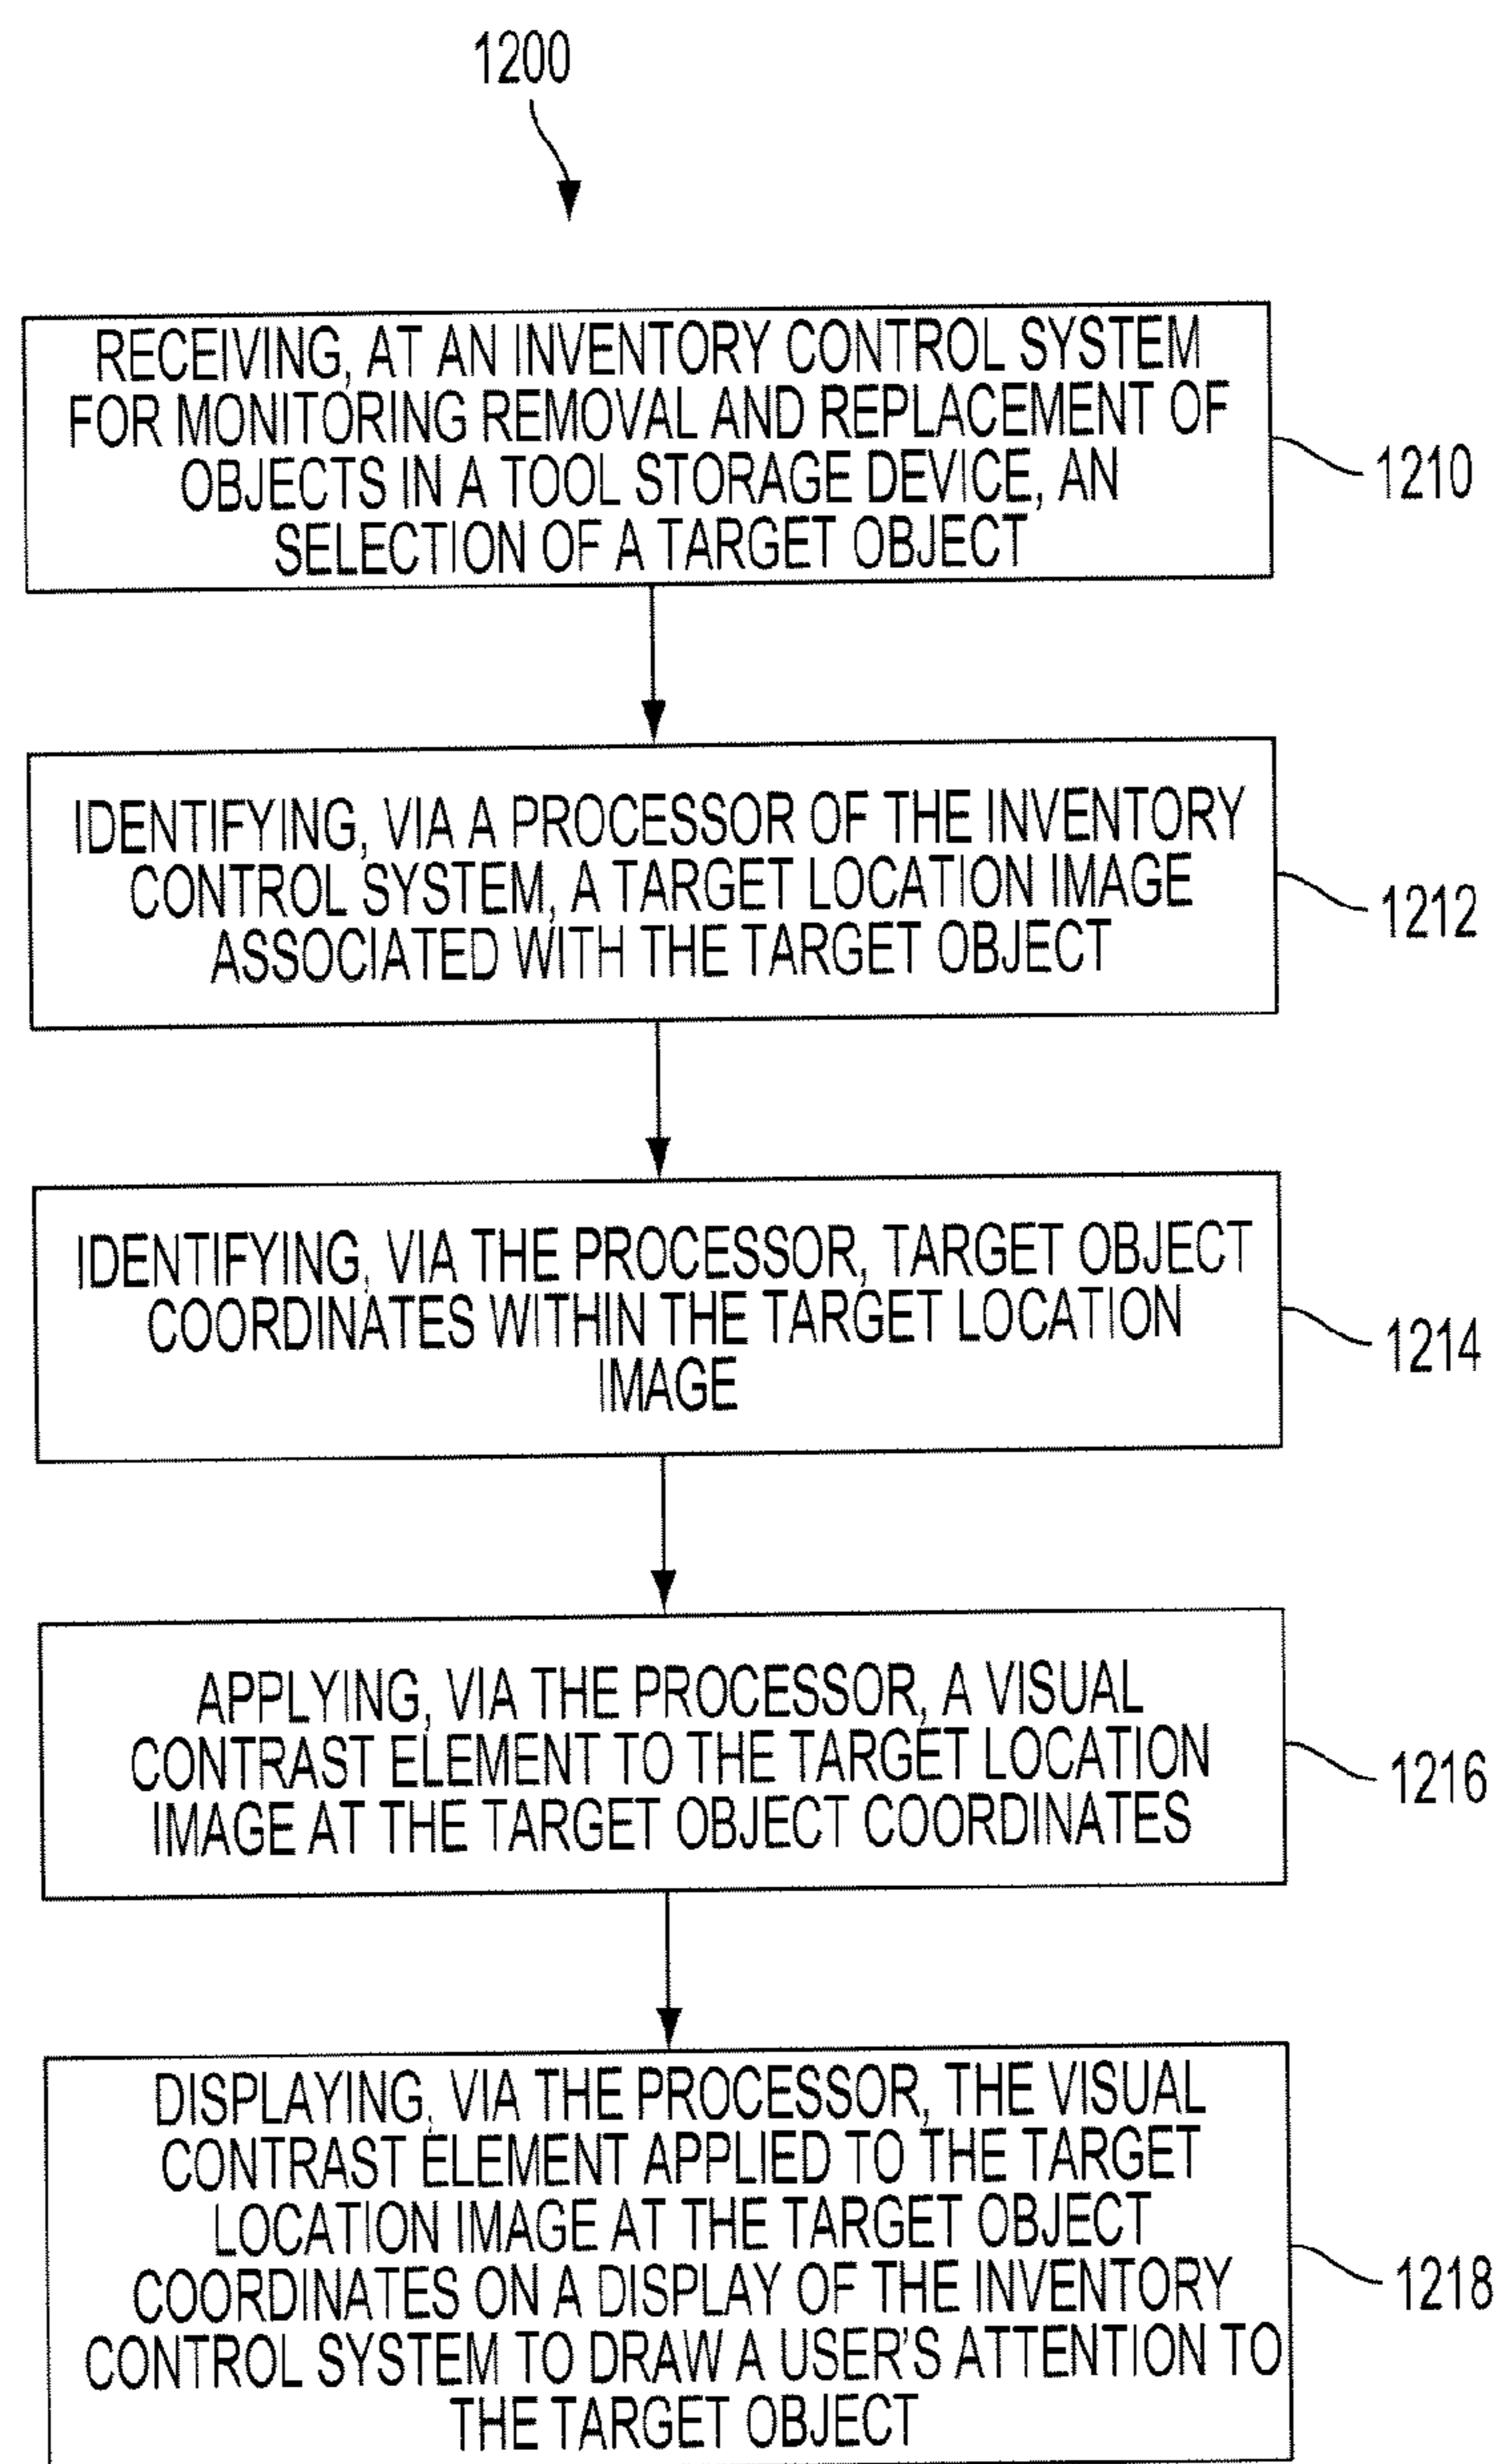 1200
RECEIVING, AT AN INVENTORY CONTROL SYSTEM
FOR MONITORING REMOVAL AND REPLACEMENT OF
OBJECTS IN A TOOL STORAGE DEVICE, AN
SELECTION OF A TARGET OBJECT
1210
IDENTIFYING, VIA A PROCESSOR OF THE INVENTORY
CONTROL SYSTEM, A TARGET LOCATION IMAGE
ASSOCIATED WITH THE TARGET OBJECT
1212
IDENTIFYING, VIA THE PROCESSOR, TARGET OBJECT
COORDINATES WITHIN THE TARGET LOCATION
IMAGE
1214
APPLYING, VIA THE PROCESSOR, A VISUAL
CONTRAST ELEMENT TO THE TARGET LOCATION
IMAGE AT THE TARGET OBJECT COORDINATES
1216
DISPLAYING, VIA THE PROCESSOR, THE VISUAL
CONTRAST ELEMENT APPLIED TO THE TARGET
LOCATION IMAGE AT THE TARGET OBJECT
COORDINATES ON A DISPLAY OF THE INVENTORY
CONTROL SYSTEM TO DRAW A USER'S ATTENTION TO
THE TARGET OBJECT
1218